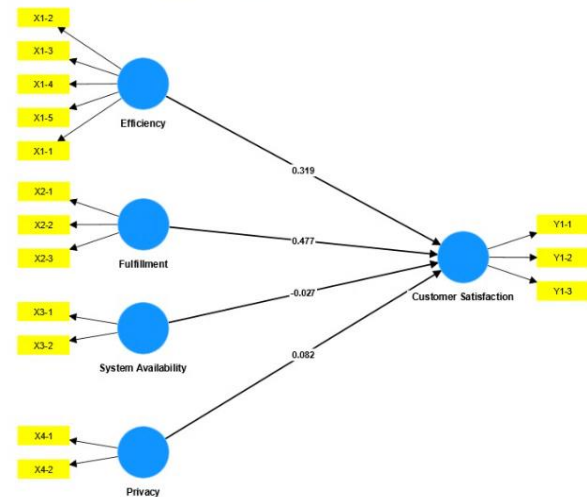 X1-2
X1-3
X1-4
X1-5
X1-1
Efficiency
0.319
X2-1
X2-2
X2-3
Fulfillment
0.477
Y1-1
Y1-2
Y1-3
Customer Satisfaction
-0.027
X3-1
X3-2
System Availability
0.082
X4-1
X4-2
Privacy